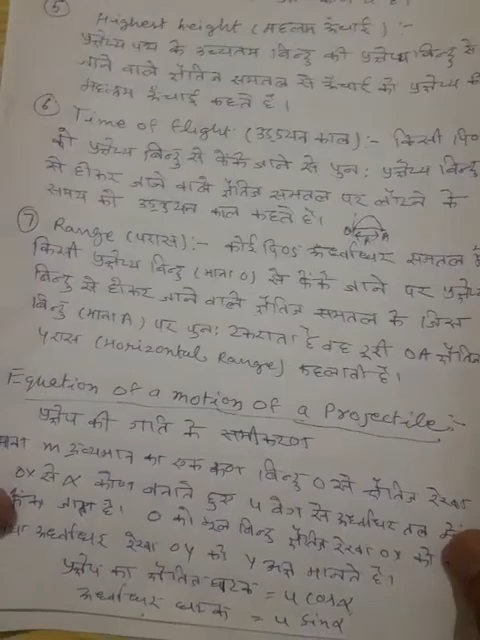 ⑤ Highest height (महत्तम ऊँचाई) :-
प्रक्षेप्य पथ के उच्चतम बिन्दु की प्रक्षेप्य बिन्दु से
जाने वाले क्षैतिज समतल से ऊँचाई को प्रक्षेप्य की
महत्तम ऊँचाई कहते हैं।
⑥ Time of flight (उड्डयन काल) :- किसी पिण्ड
को प्रक्षेप्य बिन्दु से फेंके जाने से पुनः प्रक्षेप्य बिन्दु
से होकर जाने वाले क्षैतिज समतल पर लौटने के
समय को उड्डयन काल कहते हैं।
⑦ Range (परास) :- कोई पिण्ड ऊर्ध्वाधर समतल में
किसी प्रक्षेप्य बिन्दु (माना O) से फेंके जाने पर प्रक्षेप्य
बिन्दु से होकर जाने वाले क्षैतिज समतल के जिस
बिन्दु (माना A) पर पुनः टकराता है वह दूरी OA क्षैतिज
परास (Horizontal Range) कहलाती है।
Equation of a motion of a Projectile :-
प्रक्षेप की गति के समीकरण
माना m द्रव्यमान का एक कण बिन्दु O से क्षैतिज रेखा
OX से α कोण बनाते हुए u वेग से ऊर्ध्वाधर तल में
फेंका जाता है। O को मूल बिन्दु क्षैतिज रेखा OX को
तथा ऊर्ध्वाधर रेखा OY को Y अक्ष मानते हैं।
प्रक्षेप का क्षैतिज घटक = u cosα
ऊर्ध्वाधर घटक = u sinα